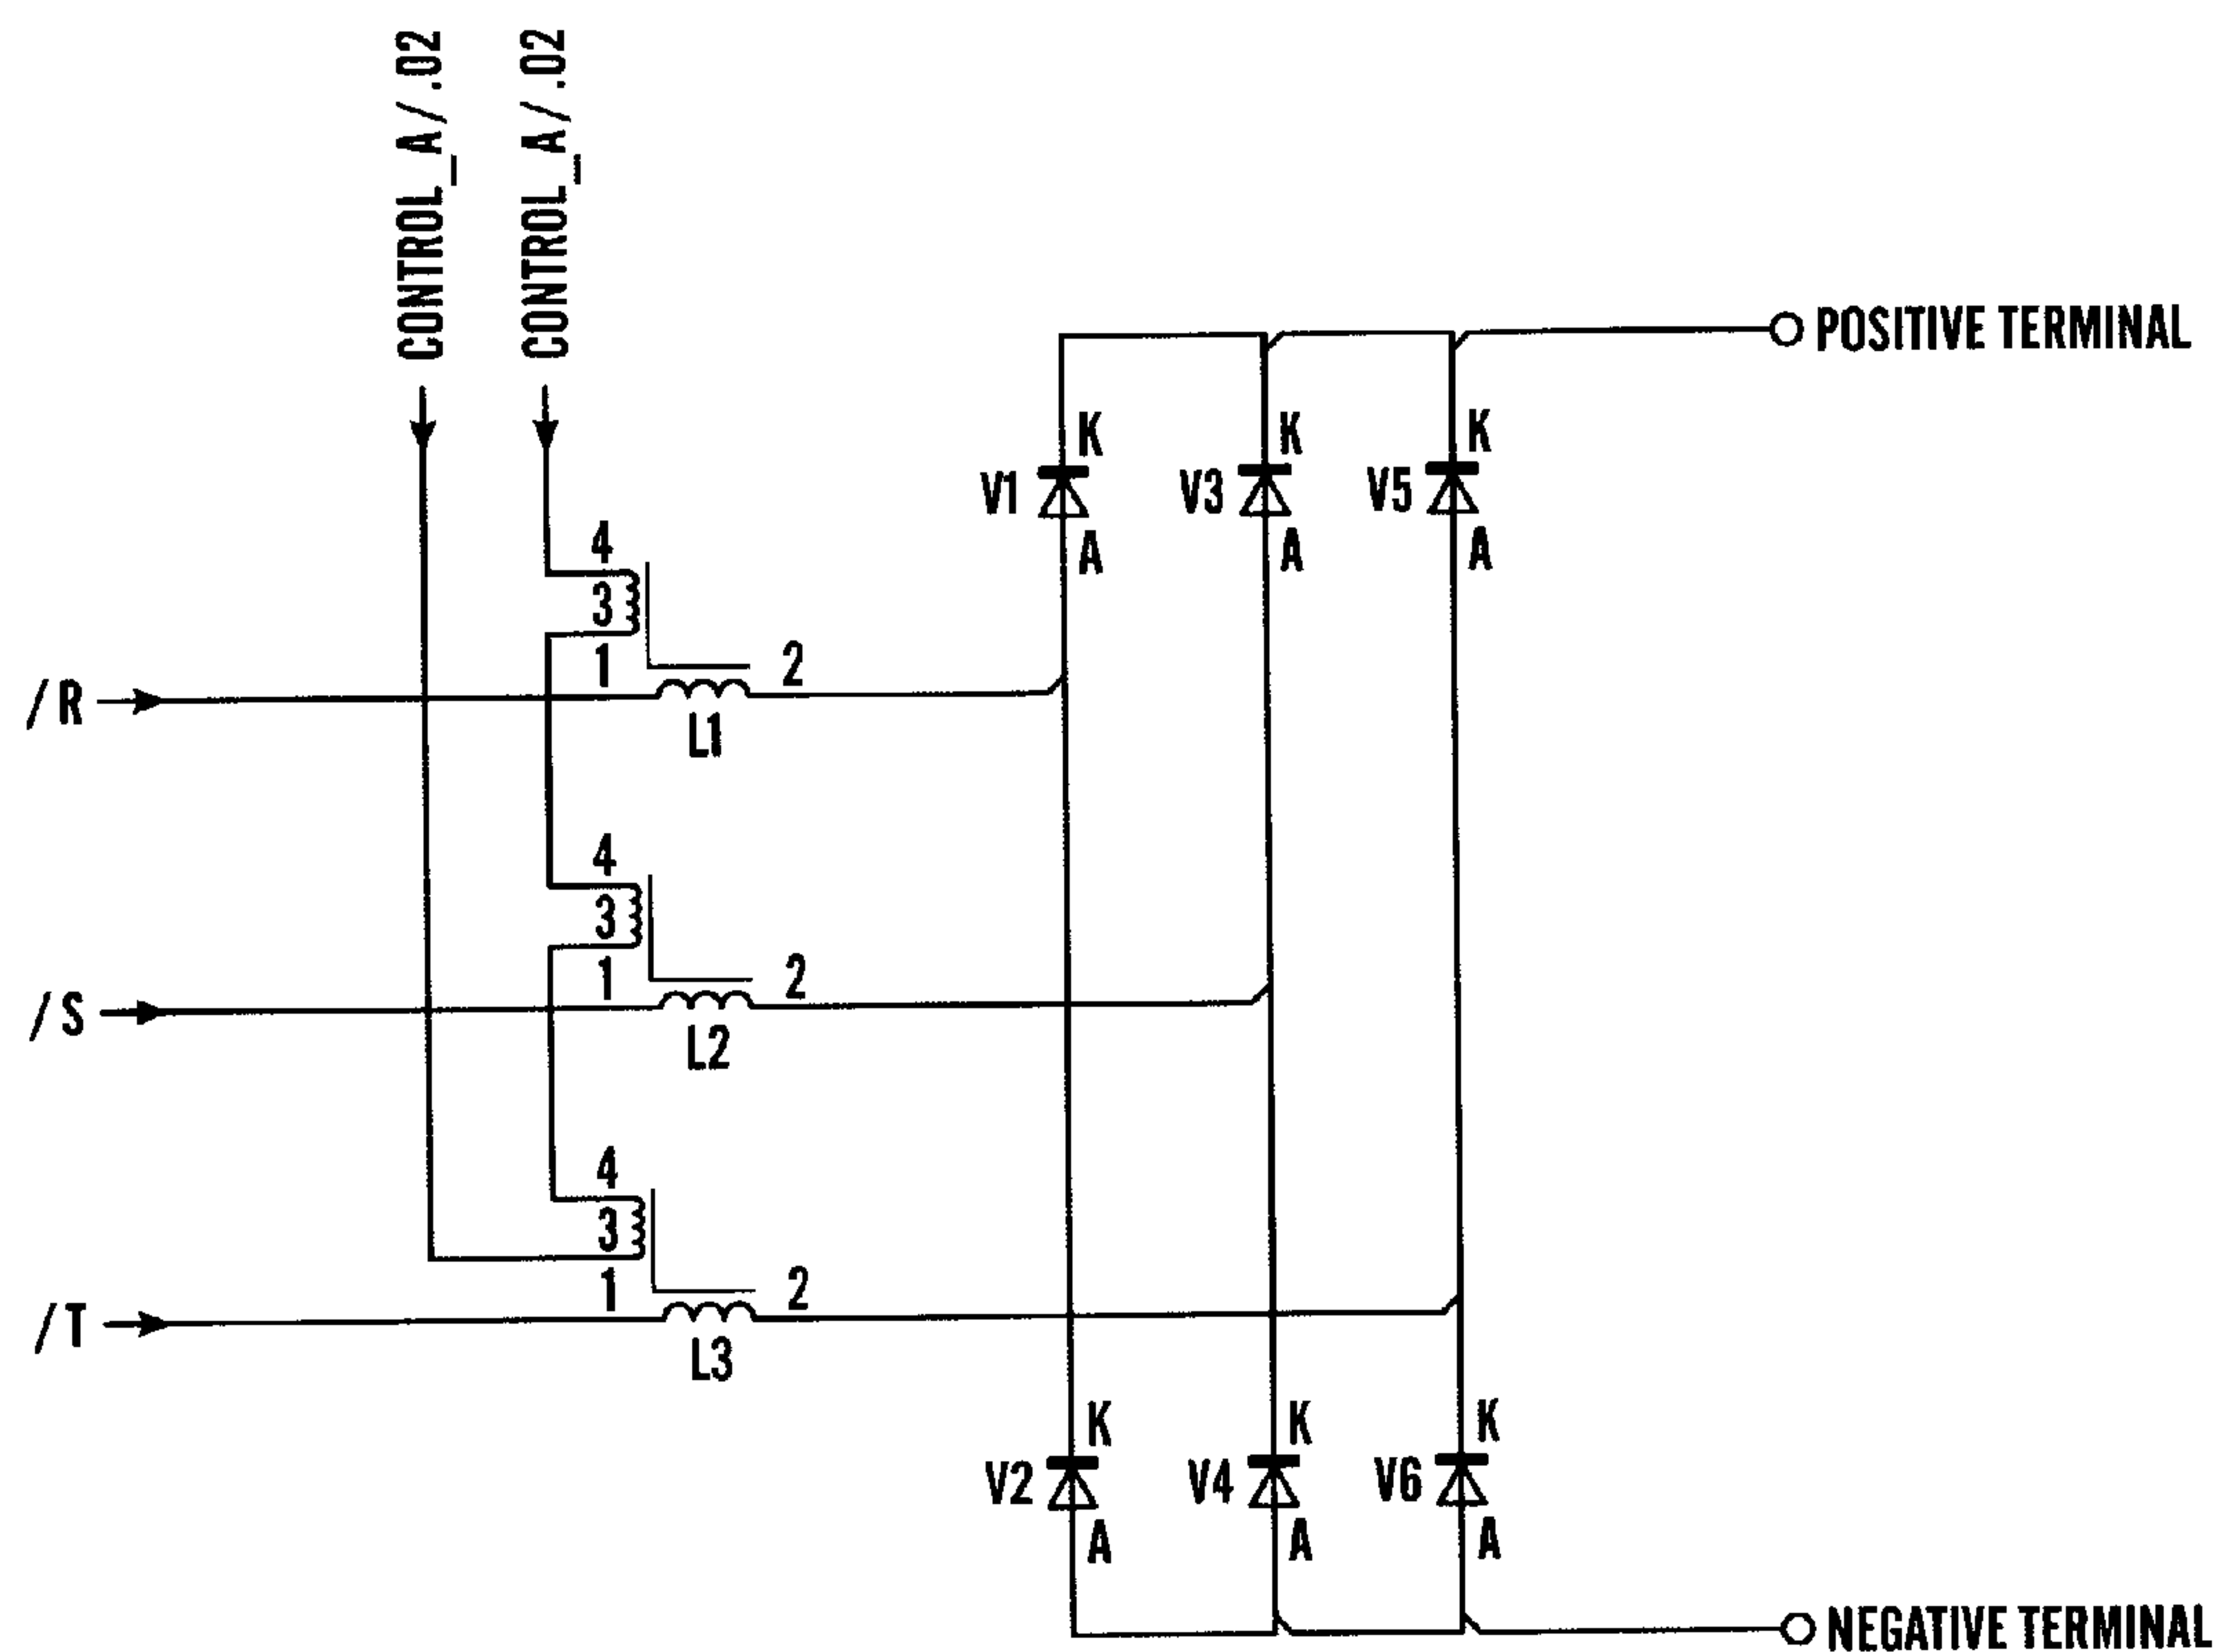 CONTROL_A/.02
CONTROL_A/.02
POSITIVE TERMINAL
K
K
K
V1
V3
V5
A
A
A
4
3
1
2
/R
L1
4
3
1
2
/S
L2
4
3
1
2
/T
L3
K
K
K
V2
V4
V6
A
A
A
NEGATIVE TERMINAL